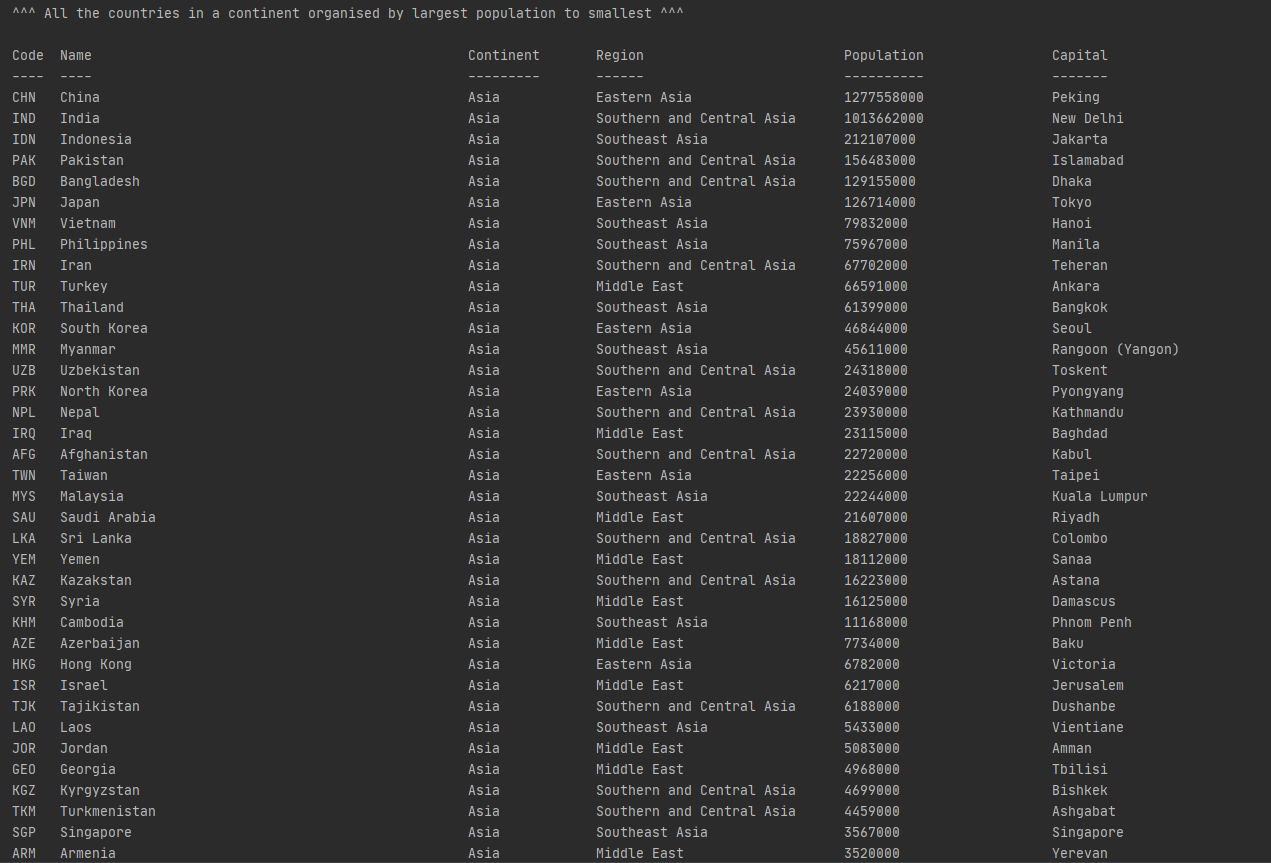 ^^^ All the countries in a continent organised by largest population to smallest ^^^
Code Name Continent Region Population Capital
---- ---- --------- ------ ---------- -------
CHN China Asia Eastern Asia 1277558000 Peking
IND India Asia Southern and Central Asia 1013662000 New Delhi
IDN Indonesia Asia Southeast Asia 212107000 Jakarta
PAK Pakistan Asia Southern and Central Asia 156483000 Islamabad
BGD Bangladesh Asia Southern and Central Asia 129155000 Dhaka
JPN Japan Asia Eastern Asia 126714000 Tokyo
VNM Vietnam Asia Southeast Asia 79832000 Hanoi
PHL Philippines Asia Southeast Asia 75967000 Manila
IRN Iran Asia Southern and Central Asia 67702000 Teheran
TUR Turkey Asia Middle East 66591000 Ankara
THA Thailand Asia Southeast Asia 61399000 Bangkok
KOR South Korea Asia Eastern Asia 46844000 Seoul
MMR Myanmar Asia Southeast Asia 45611000 Rangoon (Yangon)
UZB Uzbekistan Asia Southern and Central Asia 24318000 Toskent
PRK North Korea Asia Eastern Asia 24039000 Pyongyang
NPL Nepal Asia Southern and Central Asia 23930000 Kathmandu
IRQ Iraq Asia Middle East 23115000 Baghdad
AFG Afghanistan Asia Southern and Central Asia 22720000 Kabul
TWN Taiwan Asia Eastern Asia 22256000 Taipei
MYS Malaysia Asia Southeast Asia 22244000 Kuala Lumpur
SAU Saudi Arabia Asia Middle East 21607000 Riyadh
LKA Sri Lanka Asia Southern and Central Asia 18827000 Colombo
YEM Yemen Asia Middle East 18112000 Sanaa
KAZ Kazakstan Asia Southern and Central Asia 16223000 Astana
SYR Syria Asia Middle East 16125000 Damascus
KHM Cambodia Asia Southeast Asia 11168000 Phnom Penh
AZE Azerbaijan Asia Middle East 7734000 Baku
HKG Hong Kong Asia Eastern Asia 6782000 Victoria
ISR Israel Asia Middle East 6217000 Jerusalem
TJK Tajikistan Asia Southern and Central Asia 6188000 Dushanbe
LAO Laos Asia Southeast Asia 5433000 Vientiane
JOR Jordan Asia Middle East 5083000 Amman
GEO Georgia Asia Middle East 4968000 Tbilisi
KGZ Kyrgyzstan Asia Southern and Central Asia 4699000 Bishkek
TKM Turkmenistan Asia Southern and Central Asia 4459000 Ashgabat
SGP Singapore Asia Southeast Asia 3567000 Singapore
ARM Armenia Asia Middle East 3520000 Yerevan